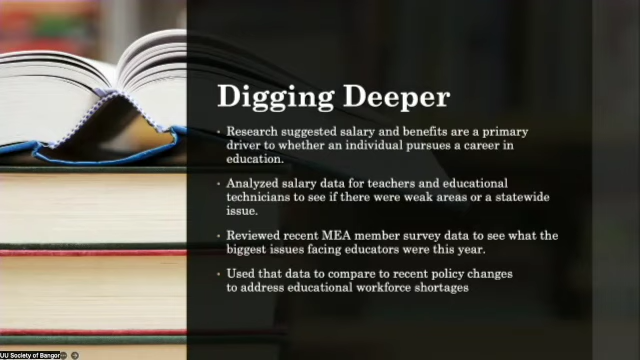 Digging Deeper
• Research suggested salary and benefits are a primary
driver to whether an individual pursues a career in
education.
• Analyzed salary data for teachers and educational
technicians to see if there were weak areas or a statewide
issue.
• Reviewed recent MEA member survey data to see what the
biggest issues facing educators were this year.
• Used that data to compare to recent policy changes
to address educational workforce shortages
UU Society of Bangor